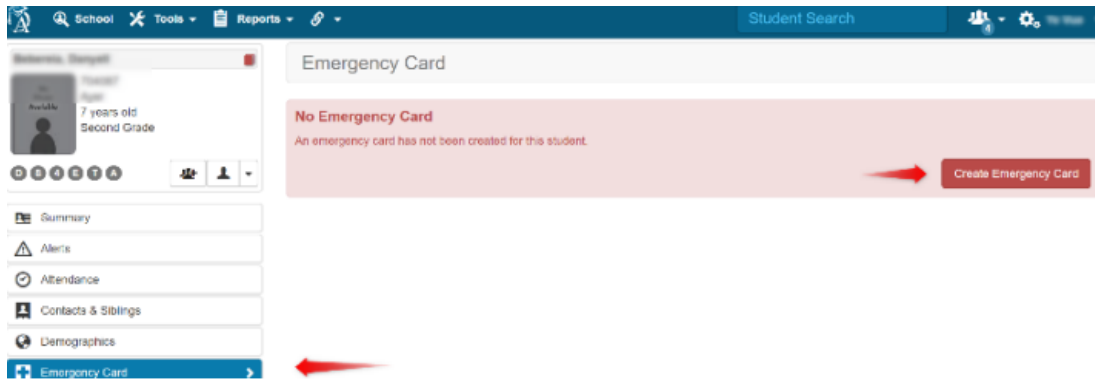 School Tools Reports
Student Search
4
Emergency Card
7 years old
Second Grade
No Emergency Card
An emergency card has not been created for this student.
Create Emergency Card
Summary
Alerts
Attendance
Contacts & Siblings
Demographics
Emergency Card